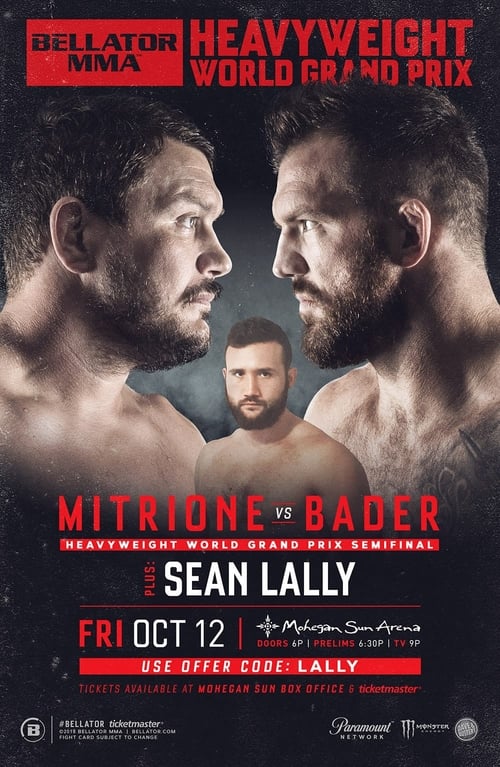 BELLATOR
MMA
HEAVYWEIGHT
WORLD GRAND PRIX
MITRIONE VS BADER
HEAVYWEIGHT WORLD GRAND PRIX SEMIFINAL
PLUS: SEAN LALLY
FRI OCT 12 | Mohegan Sun Arena
DOORS 6P | PRELIMS 6:30P | TV 9P
USE OFFER CODE: LALLY
TICKETS AVAILABLE AT MOHEGAN SUN BOX OFFICE & ticketmaster
B
#BELLATOR ticketmaster
©2018 BELLATOR MMA | BELLATOR.COM
FIGHT CARD SUBJECT TO CHANGE
Paramount
NETWORK
MONSTER
ENERGY